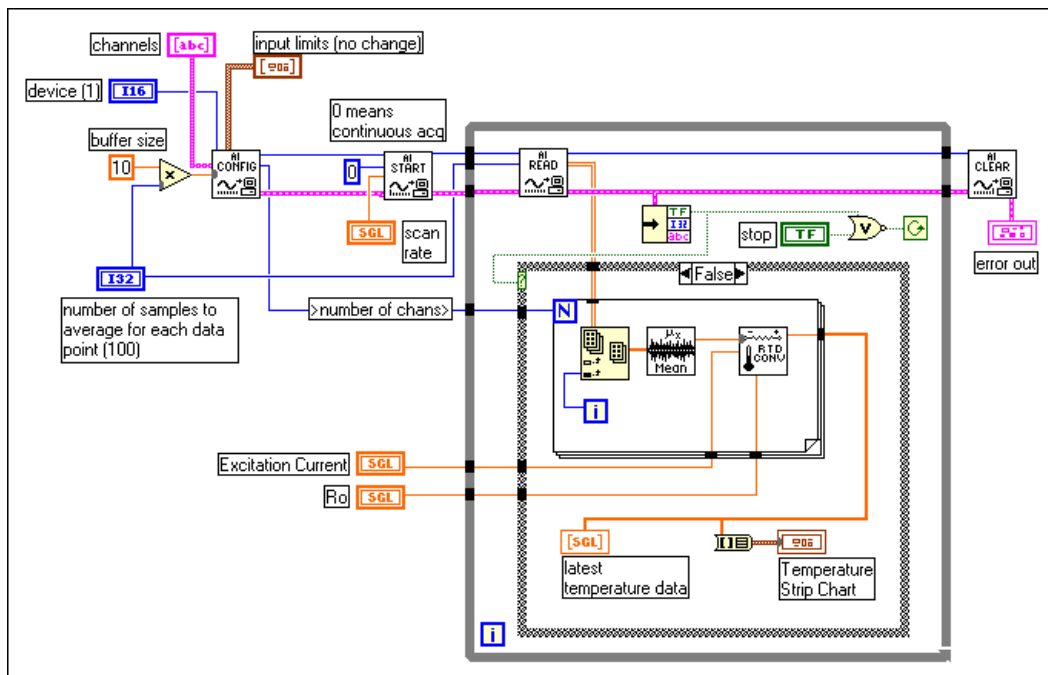 channels
[abc]
input limits (no change)
device (1)
I16
0 means
continuous acq
buffer size
10
x
AI
CONFIG
0
AI
START
AI
READ
AI
CLEAR
SGL
scan
rate
TF
I32
abc
stop
TF
V
error out
I32
number of samples to
average for each data
point (100)
>number of chans>
?
False
N
μx
Mean
RTD
CONV
i
Excitation Current
SGL
Ro
SGL
[SGL]
latest
temperature data
Temperature
Strip Chart
i